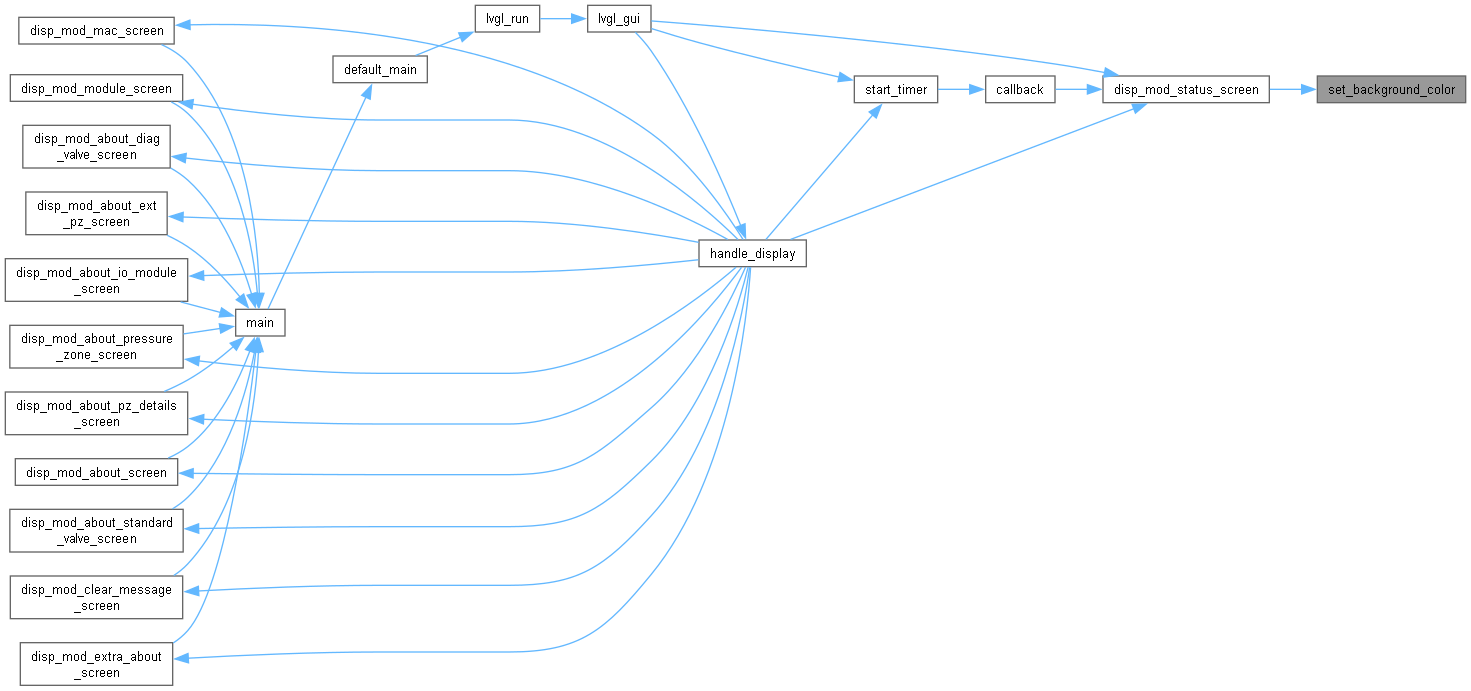 lvgl_run
lvgl_gui
disp_mod_mac_screen
default_main
disp_mod_module_screen
start_timer
callback
disp_mod_status_screen
set_background_color
disp_mod_about_diag
_valve_screen
disp_mod_about_ext
_pz_screen
handle_display
disp_mod_about_io_module
_screen
main
disp_mod_about_pressure
_zone_screen
disp_mod_about_pz_details
_screen
disp_mod_about_screen
disp_mod_about_standard
_valve_screen
disp_mod_clear_message
_screen
disp_mod_extra_about
_screen